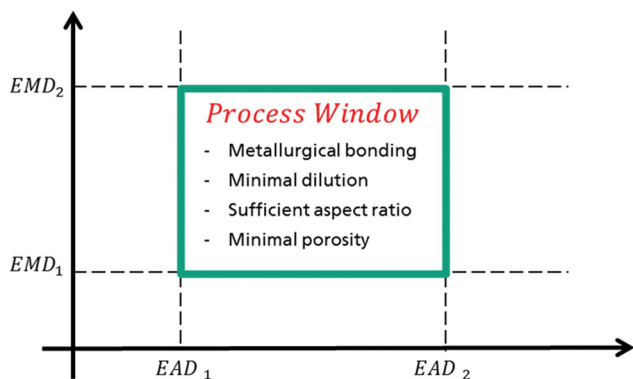 EMD₂
Process Window
- Metallurgical bonding
- Minimal dilution
- Sufficient aspect ratio
- Minimal porosity
EMD₁
EAD ₁
EAD ₂